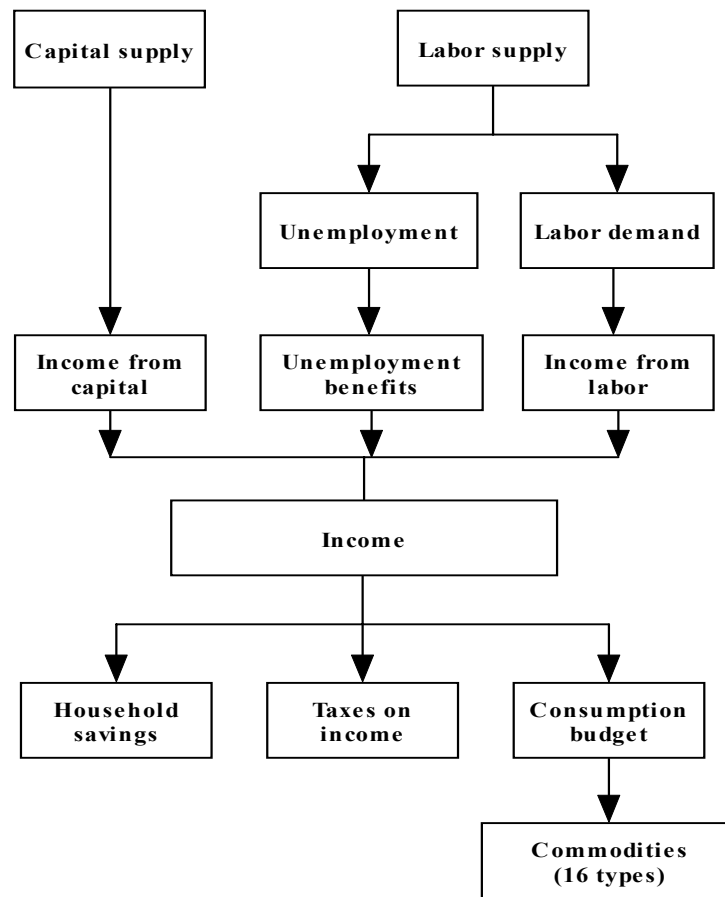 Capital supply
Labor supply
Unemployment
Labor demand
Income from
capital
Unemployment
benefits
Income from
labor
Income
Household
savings
Taxes on
income
Consumption
budget
Commodities
(16 types)